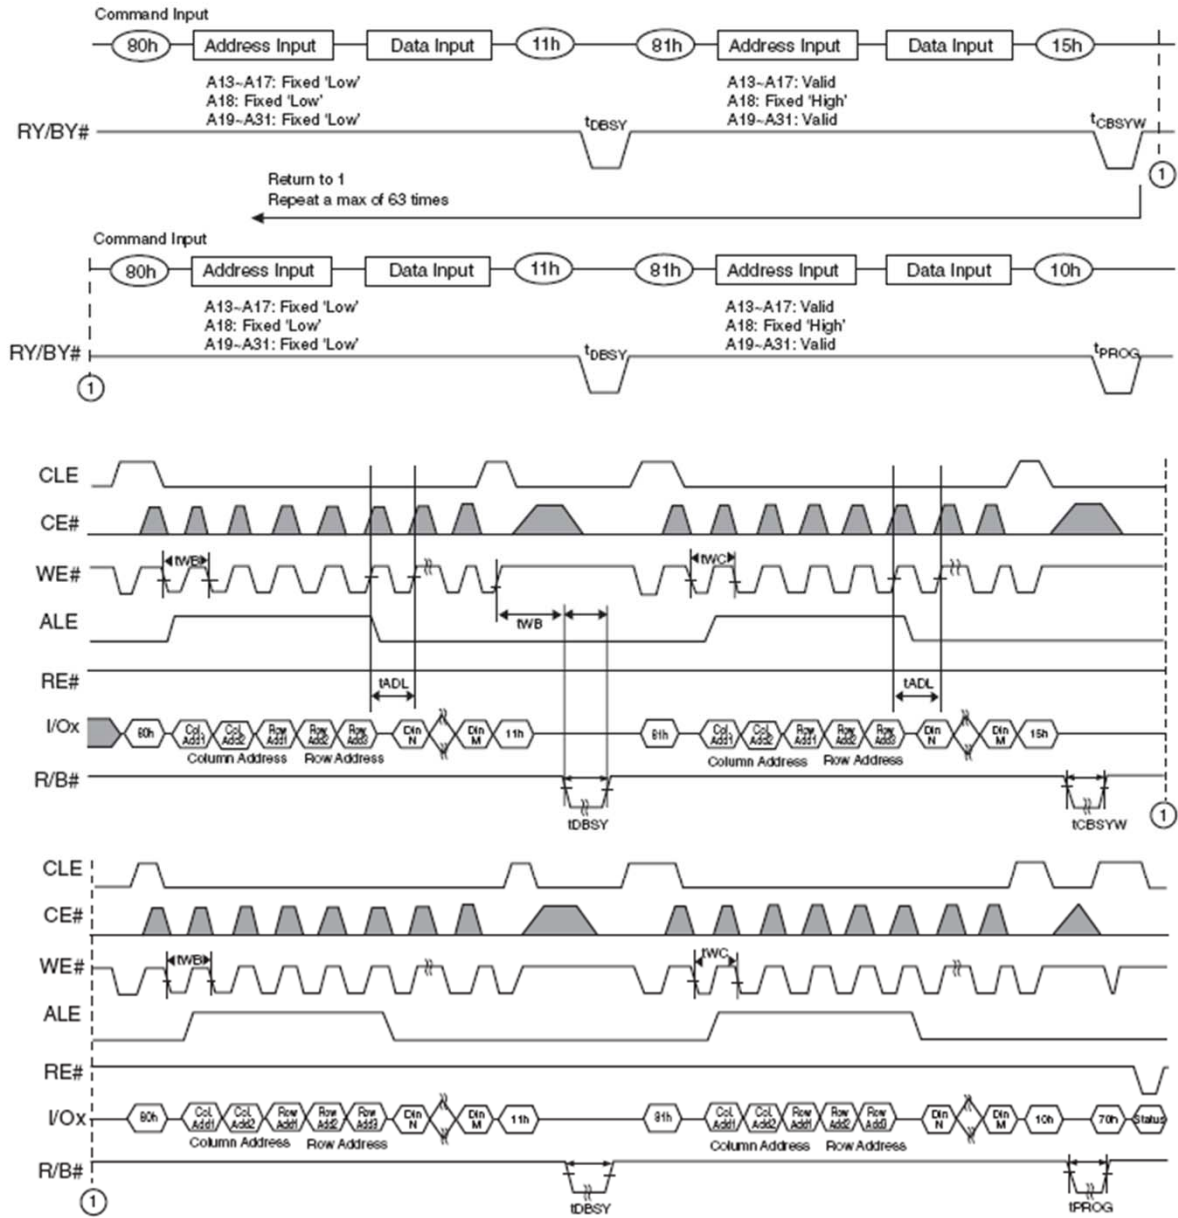 Command Input
80h Address Input Data Input 11h 81h Address Input Data Input 15h
A13~A17: Fixed 'Low' A13~A17: Valid
A18: Fixed 'Low' A18: Fixed 'High'
A19~A31: Fixed 'Low' A19~A31: Valid
RY/BY# tDBSY tCBSYW
1
Return to 1
Repeat a max of 63 times
Command Input
80h Address Input Data Input 11h 81h Address Input Data Input 10h
A13~A17: Fixed 'Low' A13~A17: Valid
A18: Fixed 'Low' A18: Fixed 'High'
A19~A31: Fixed 'Low' A19~A31: Valid
RY/BY# tDBSY tPROG
1
CLE
CE#
WE# tWB tWC
ALE tWB
RE# tADL tADL
I/Ox 80h Col. Add1 Col. Add2 Row Add1 Row Add2 Row Add3 Din N Din M 11h 81h Col. Add1 Col. Add2 Row Add1 Row Add2 Row Add3 Din N Din M 15h
Column Address Row Address Column Address Row Address
R/B#
tDBSY tCBSYW
1
CLE
CE#
WE# tWB tWC
ALE
RE#
I/Ox 80h Col. Add1 Col. Add2 Row Add1 Row Add2 Row Add3 Din N Din M 11h 81h Col. Add1 Col. Add2 Row Add1 Row Add2 Row Add3 Din N Din M 10h 70h Status
Column Address Row Address Column Address Row Address
R/B#
tDBSY tPROG
1